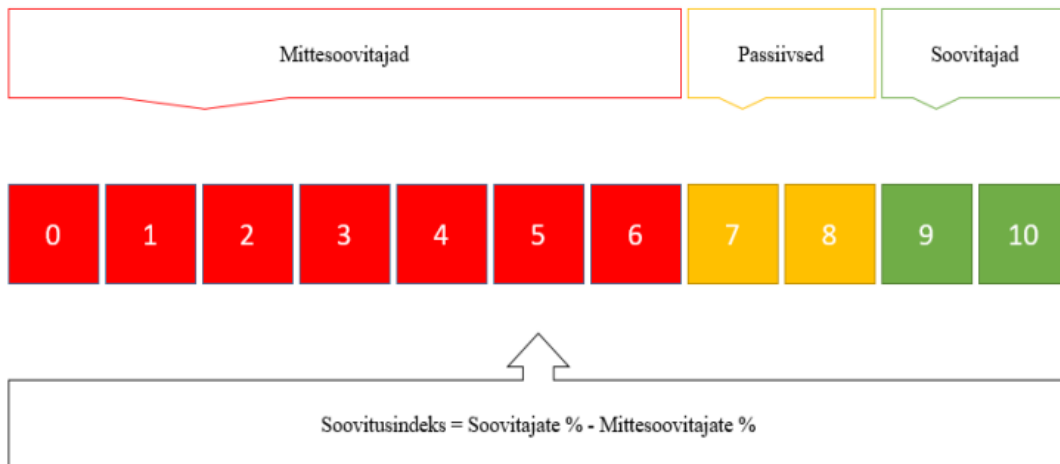 Mittesoovitajad
Passiivsed
Soovitajad
0 1 2 3 4 5 6 7 8 9 10
Soovitusindeks = Soovitajate % - Mittesoovitajate %